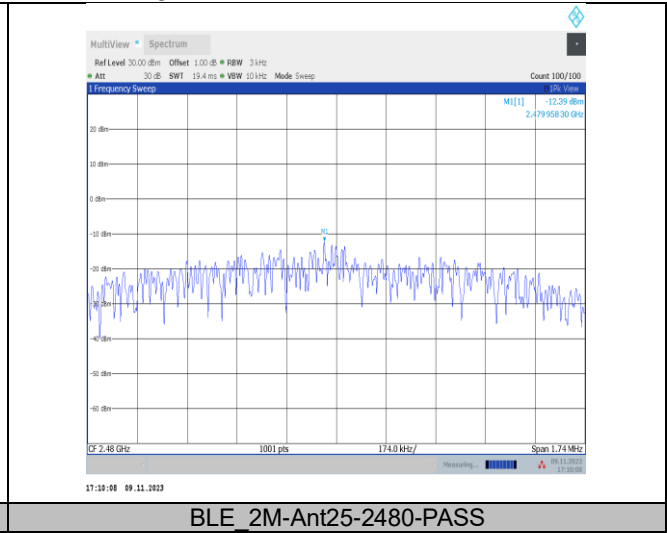 MultiView Spectrum
Ref Level 30.00 dBm Offset 1.00 dB RBW 3 kHz
Att 30 dB SWT 19.4 ms VBW 10 kHz Mode Sweep Count 100/100
1 Frequency Sweep 1Pk View
M1[1] -12.39 dBm
2.479 958 30 GHz
20 dBm
10 dBm
0 dBm
M1
-10 dBm
-20 dBm
-30 dBm
-40 dBm
-50 dBm
-60 dBm
CF 2.48 GHz 1001 pts 174.0 kHz/ Span 1.74 MHz
Measuring... 09.11.2023
17:10:08
17:10:08 09.11.2023
BLE_2M-Ant25-2480-PASS